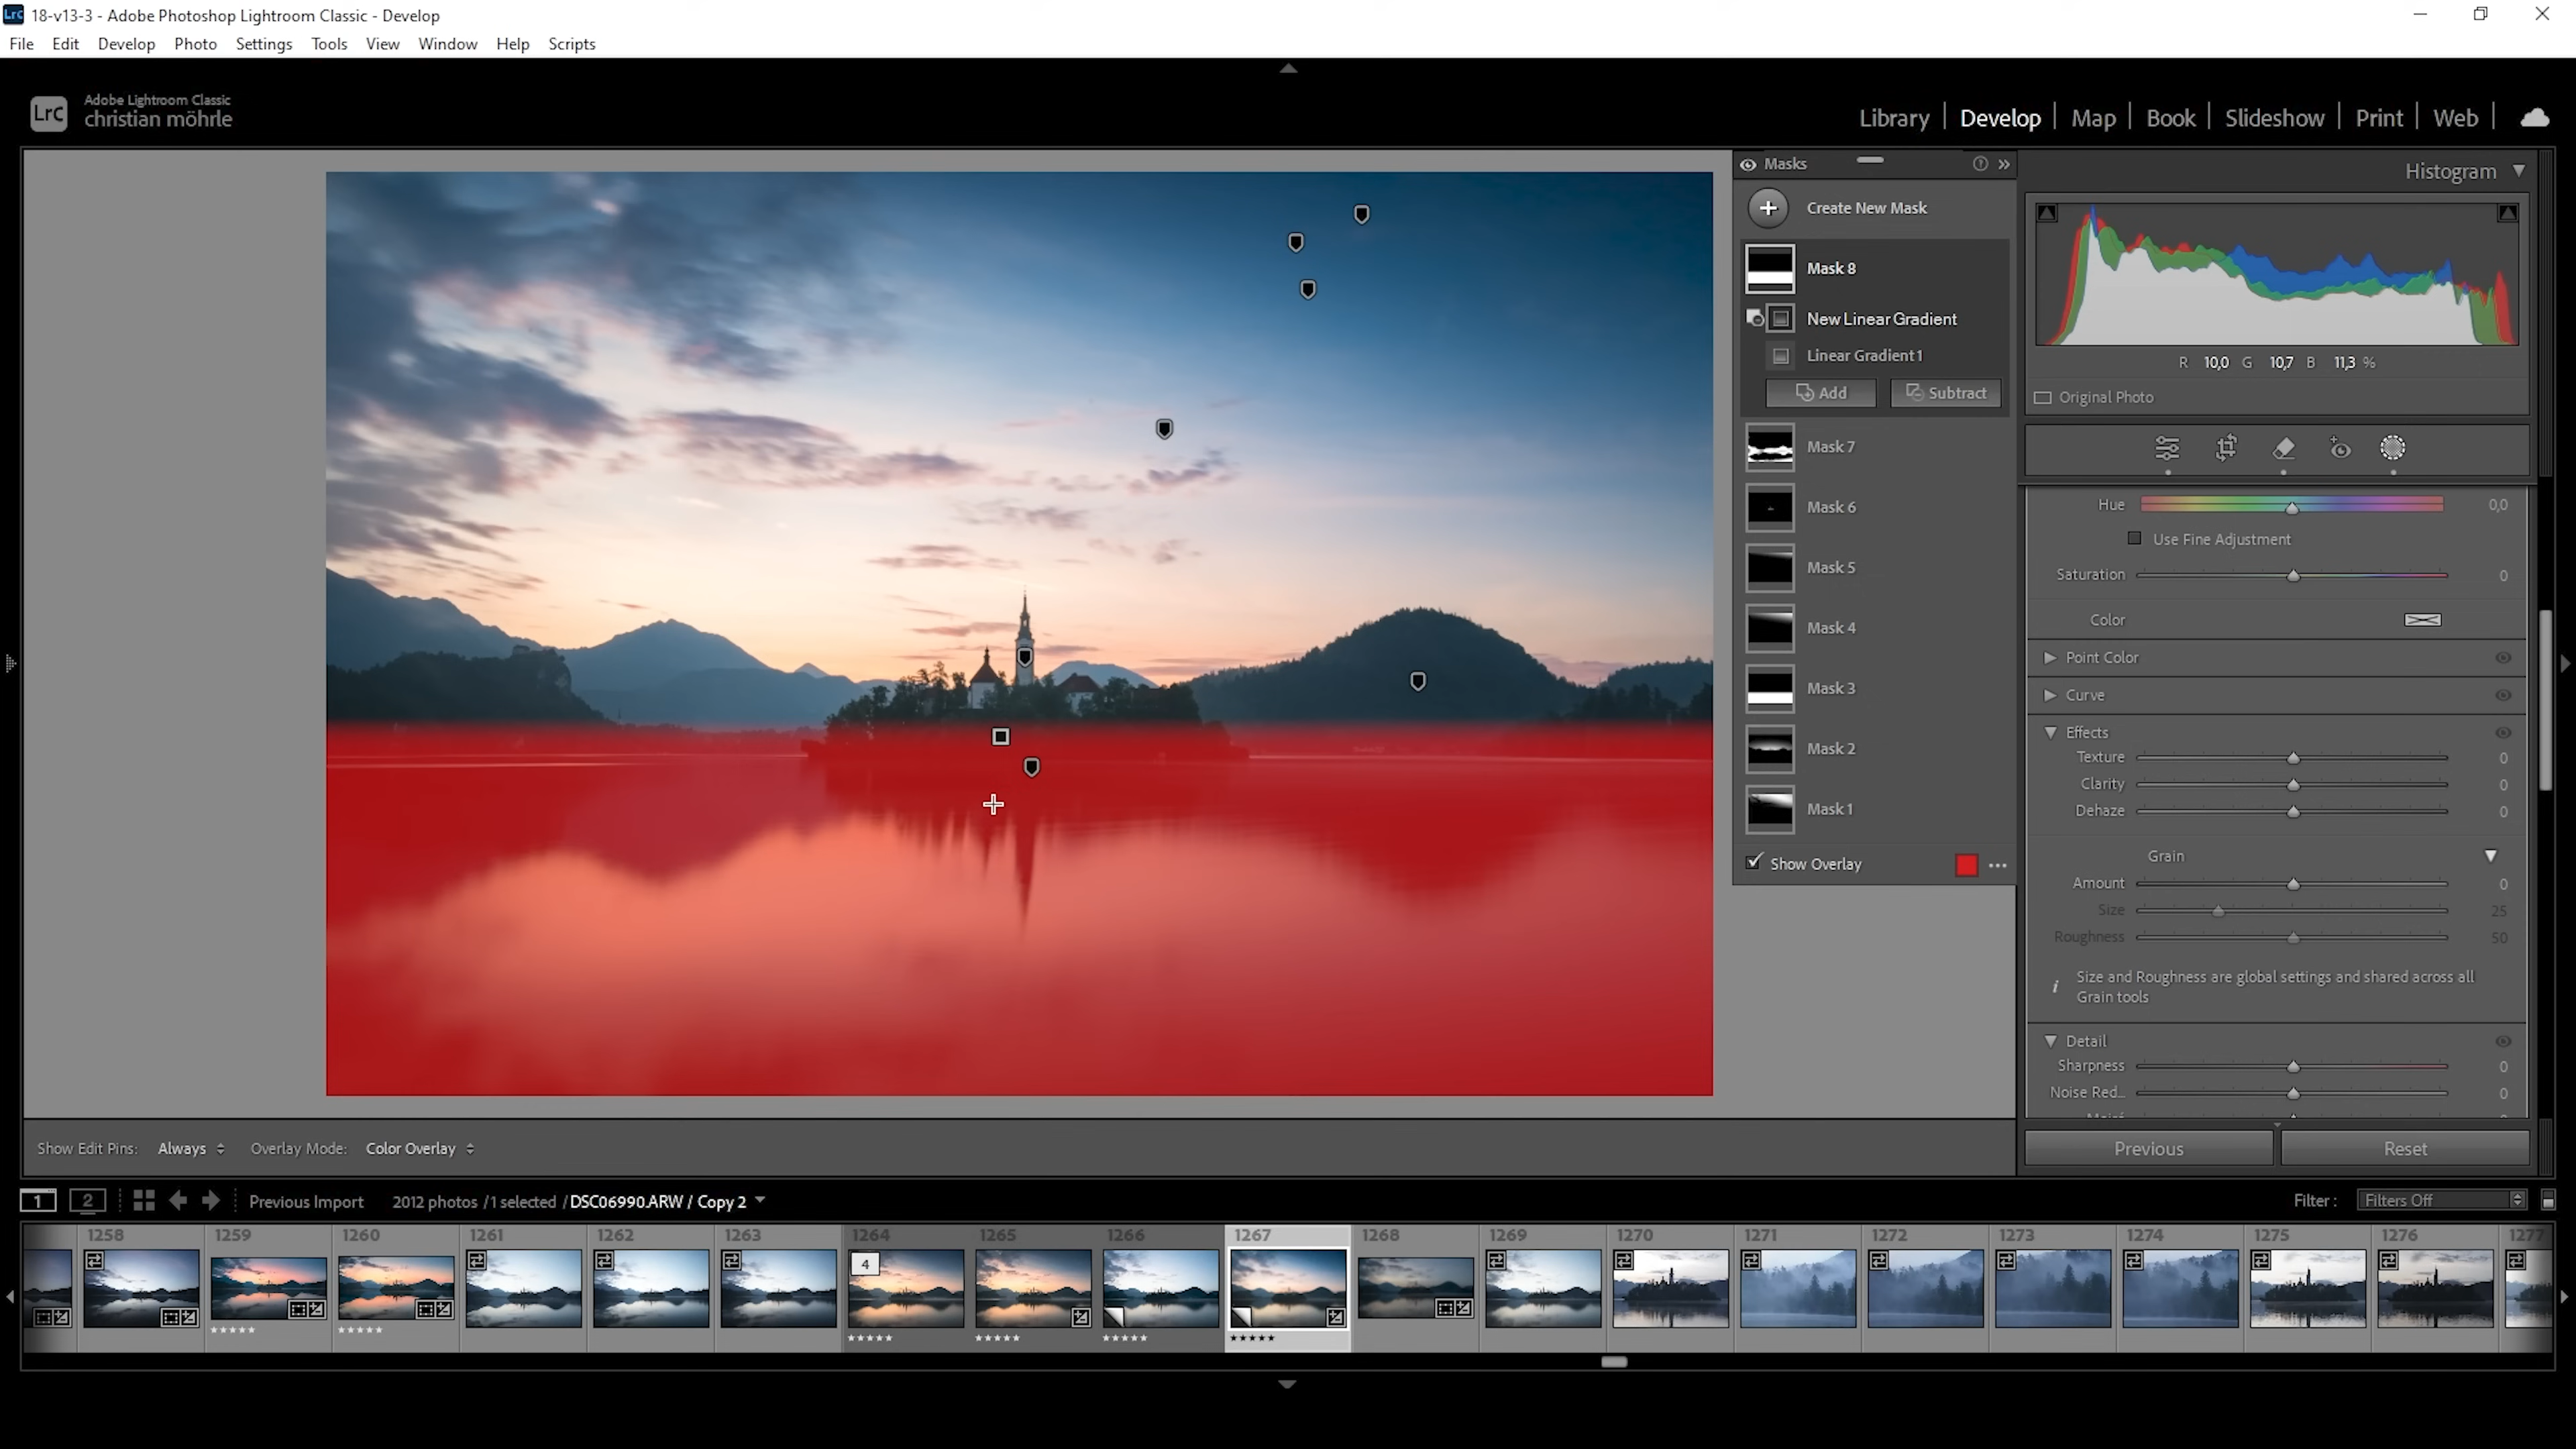 Lrc 18-v13-3 - Adobe Photoshop Lightroom Classic - Develop
File Edit Develop Photo Settings Tools View Window Help Scripts
Lrc Adobe Lightroom Classic
christian möhrle
Library | Develop | Map | Book | Slideshow | Print | Web |
Masks
Create New Mask
Mask 8
New Linear Gradient
Linear Gradient 1
Add Subtract
Mask 7
Mask 6
Mask 5
Mask 4
Mask 3
Mask 2
Mask 1
Show Overlay
Histogram
R 10,0 G 10,7 B 11,3 %
Original Photo
Hue 0,0
Use Fine Adjustment
Saturation 0
Color
Point Color
Curve
Effects
Texture 0
Clarity 0
Dehaze 0
Grain
Amount 0
Size 25
Roughness 50
i Size and Roughness are global settings and shared across all
Grain tools
Detail
Sharpness 0
Noise Red... 0
Previous Reset
Show Edit Pins: Always Overlay Mode: Color Overlay
1 2 Previous Import 2012 photos / 1 selected / DSC06990.ARW / Copy 2 Filter : Filters Off
1258 1259 1260 1261 1262 1263 1264 1265 1266 1267 1268 1269 1270 1271 1272 1273 1274 1275 1276 1277
4
★★★★★ ★★★★★ ★★★★★ ★★★★★ ★★★★★ ★★★★★